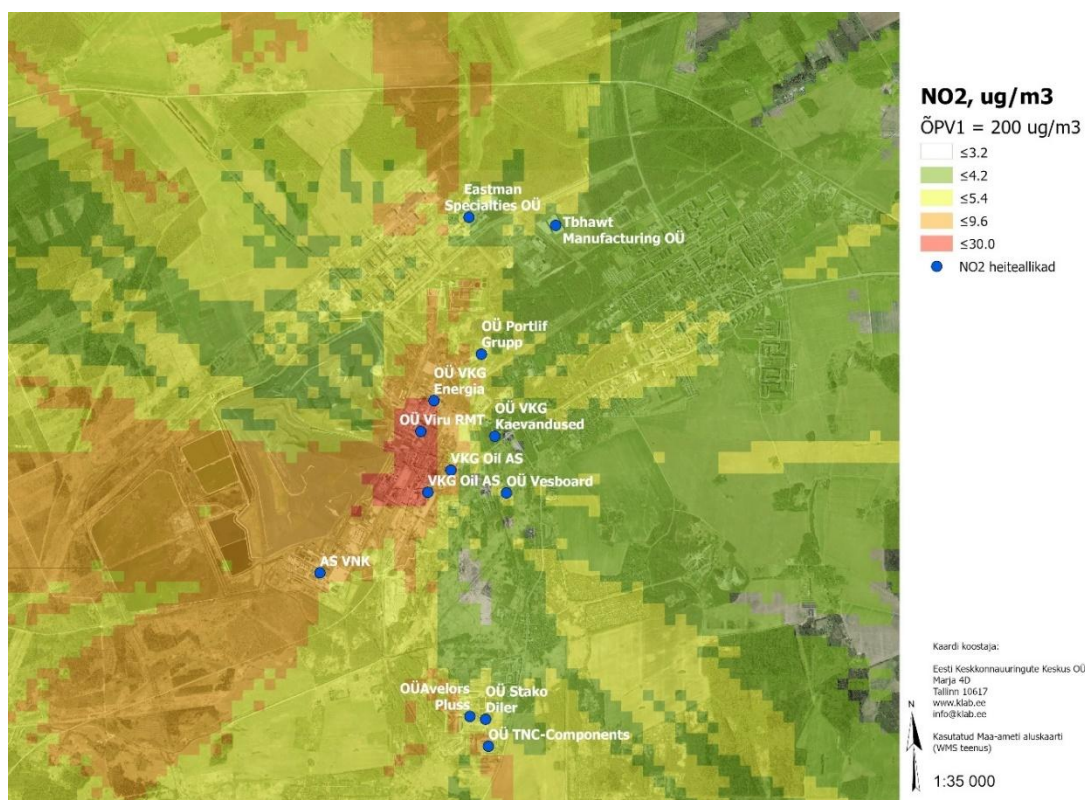 Eastman
Specialties OÜ
Tbhawt
Manufacturing OÜ
OÜ Portlif
Grupp
OÜ VKG
Energia
OÜ Viru RMT
OÜ VKG
Kaevandused
VKG Oil AS
VKG Oil AS
OÜ Vesboard
AS VNK
OÜAvelors
Pluss
OÜ Stako
Diler
OÜ TNC-Components
NO2, ug/m3
ÕPV1 = 200 ug/m3
≤3.2
≤4.2
≤5.4
≤9.6
≤30.0
NO2 heiteallikad
Kaardi koostaja:
Eesti Keskkonnauuringute Keskus OÜ
Marja 4D
Tallinn 10617
www.klab.ee
info@klab.ee
Kasutatud Maa-ameti aluskaarti
(WMS teenus)
N
1:35 000